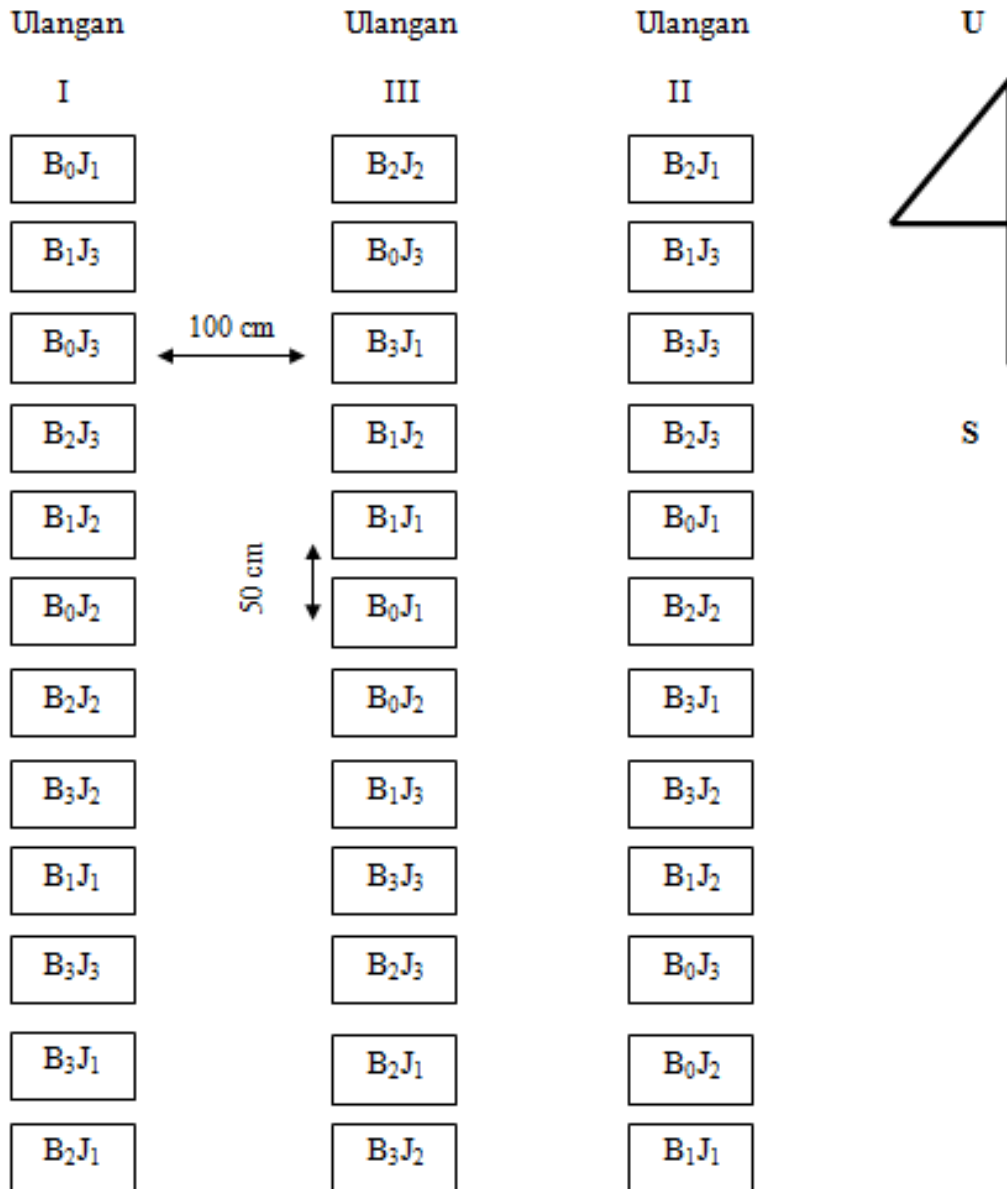 Ulangan Ulangan Ulangan U
I III II
B₀J₁ B₂J₂ B₂J₁
B₁J₃ B₀J₃ B₁J₃
100 cm
B₀J₃ B₃J₁ B₃J₃
B₂J₃ B₁J₂ B₂J₃ S
B₁J₂ B₁J₁ B₀J₁
50 cm
B₀J₂ B₀J₁ B₂J₂
B₂J₂ B₀J₂ B₃J₁
B₃J₂ B₁J₃ B₃J₂
B₁J₁ B₃J₃ B₁J₂
B₃J₃ B₂J₃ B₀J₃
B₃J₁ B₂J₁ B₀J₂
B₂J₁ B₃J₂ B₁J₁